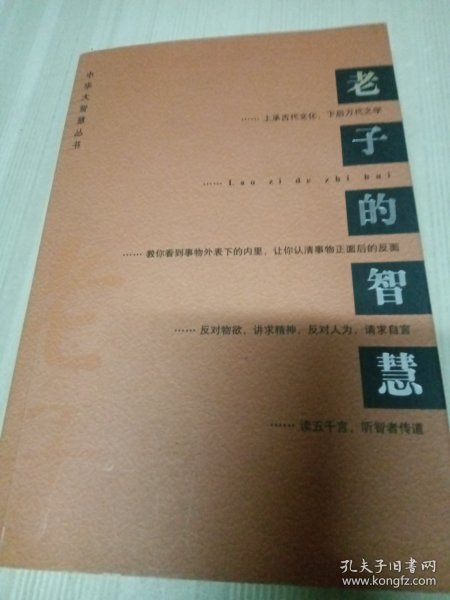 中华大智慧丛书
老子的智慧
……上承古代文化，下启万代之学
……Lao zi de zhi hui
……教你看到事物外表下的内里，让你认清事物正面后的反面
……反对物欲，讲求精神，反对人为，请求自言
……读五千言，听智者传道
孔夫子旧书网
www.kongfz.com